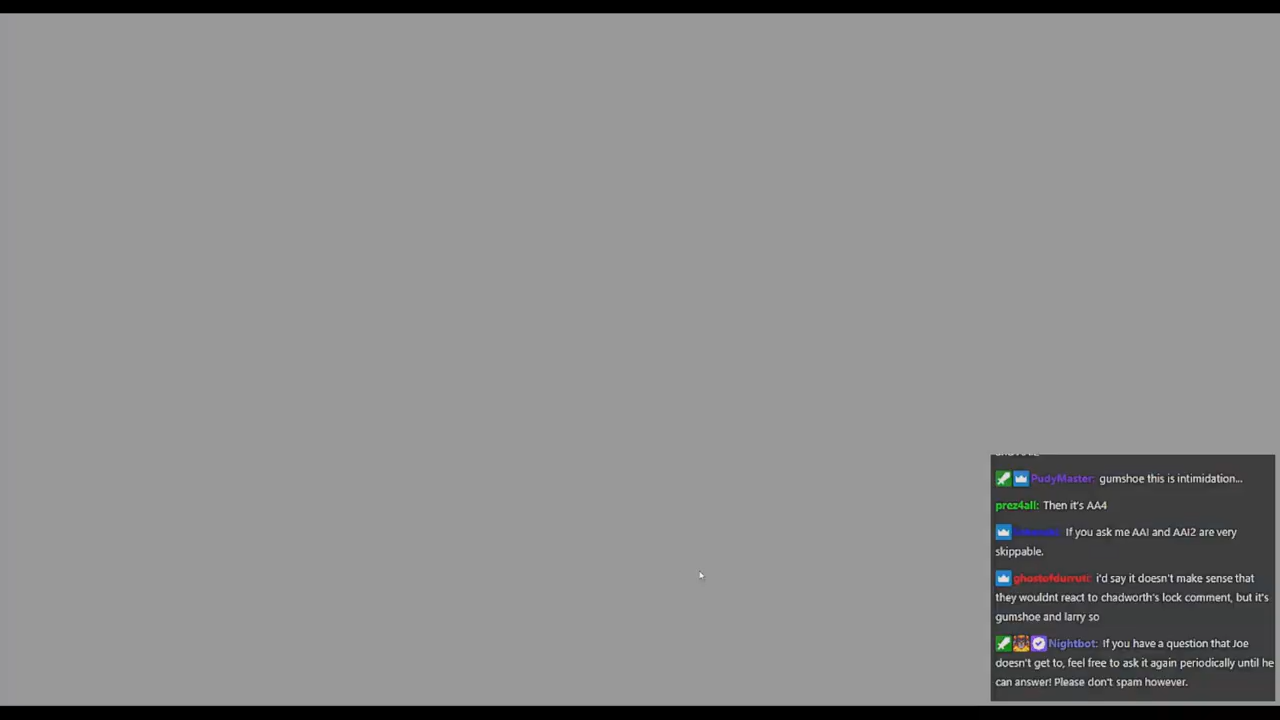 PudyMaster: gumshoe this is intimidation...
prez4all: Then it's AA4
If you ask me AAI and AAI2 are very
skippable.
ghostofdurruti: i'd say it doesn't make sense that
they wouldnt react to chadworth's lock comment, but it's
gumshoe and larry so
Nightbot: If you have a question that Joe
doesn't get to, feel free to ask it again periodically until he
can answer! Please don't spam however.